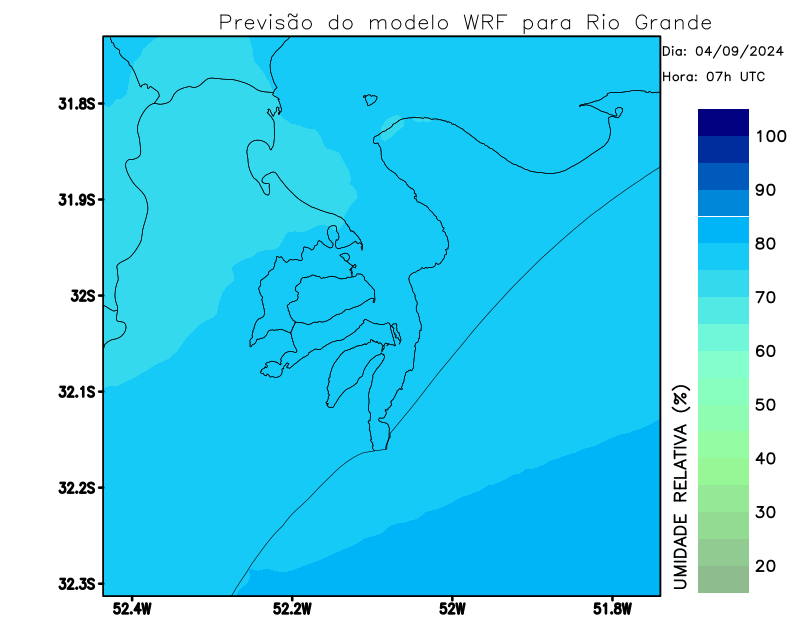 Previsão do modelo WRF para Rio Grande
Dia: 04/09/2024
Hora: 07h UTC
31.8S
31.9S
32S
32.1S
32.2S
32.3S
52.4W
52.2W
52W
51.8W
UMIDADE RELATIVA (%)
100
90
80
70
60
50
40
30
20